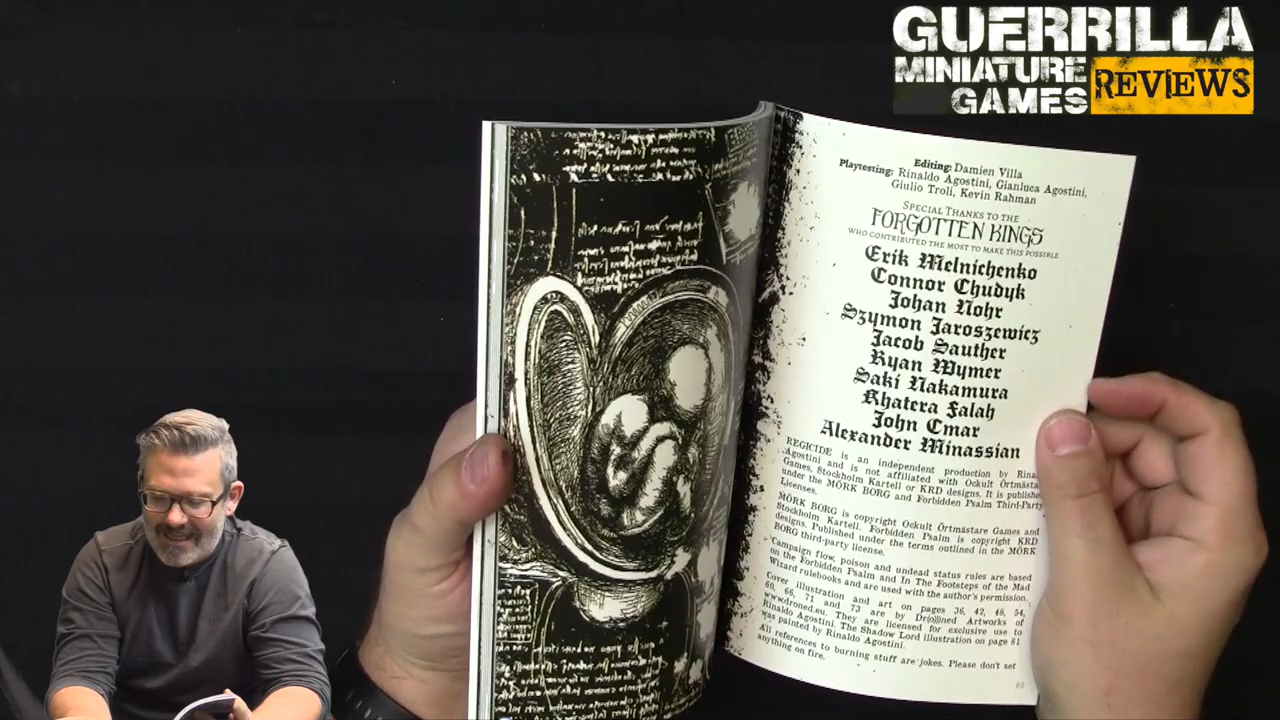 GUERRILLA
MINIATURE
GAMES
REVIEWS
Editing: Damien Villa
Playtesting: Rinaldo Agostini, Gianluca Agostini,
Giulio Troli, Kevin Rahman
SPECIAL THANKS TO THE
FORGOTTEN KINGS
WHO CONTRIBUTED THE MOST TO MAKE THIS POSSIBLE
Erik Melnichenko
Connor Chudyk
Johan Nohr
Szymon Jaroszewicz
Jacob Sauther
Ryan Wymer
Saki Nakamura
Khatera Falah
John Cmar
Alexander Minassian
REGICIDE is an independent production by
Agostini and is not affiliated with Ockult
Games, Stockholm Kartell or KRD designs. It is
under the MÖRK BORG and Forbidden Psalm Third-Party
Licenses.
MÖRK BORG is copyright Ockult Örtmästare Games and
Stockholm Kartell. Forbidden Psalm is copyright KRD
designs. Published under the terms outlined in the MÖRK
BORG third-party license.
Campaign flow, poison and undead status rules are based
on the Forbidden Psalm and In The Footsteps of the Mad
Wizard rulebooks and are used with the author's permission.
Cover illustration and art on pages 36, 42, 48, 54,
60, 66, 71 and 73 are by Dr(o)ned Artworks of
www.droned.eu. They are licensed for exclusive use to
Rinaldo Agostini. The Shadow Lord illustration on page 81
was painted by Rinaldo Agostini.
All references to burning stuff are jokes. Please don't set
anything on fire.